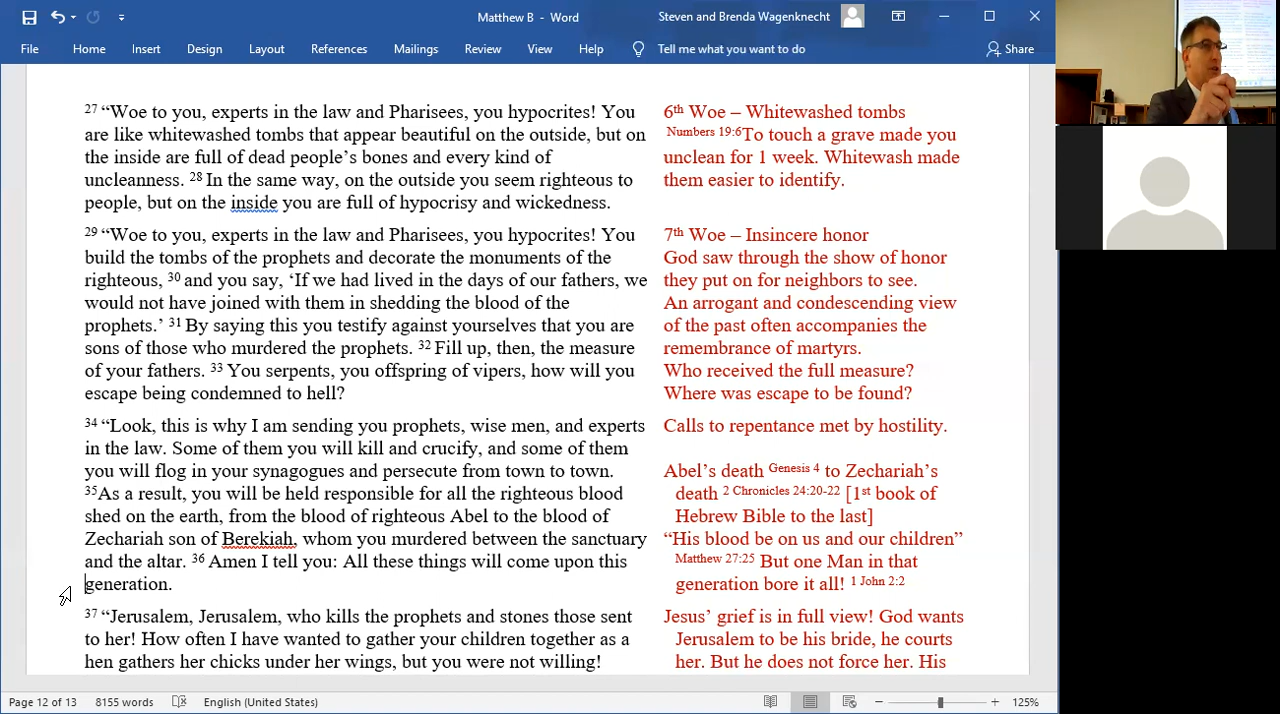 Matthew B - Word
Steven and Brenda Wagenknecht
File Home Insert Design Layout References Mailings Review View Help Tell me what you want to do Share
27 “Woe to you, experts in the law and Pharisees, you hypocrites! You
are like whitewashed tombs that appear beautiful on the outside, but on
the inside are full of dead people’s bones and every kind of
uncleanness. 28 In the same way, on the outside you seem righteous to
people, but on the inside you are full of hypocrisy and wickedness.
6th Woe – Whitewashed tombs
Numbers 19:6To touch a grave made you
unclean for 1 week. Whitewash made
them easier to identify.
29 “Woe to you, experts in the law and Pharisees, you hypocrites! You
build the tombs of the prophets and decorate the monuments of the
righteous, 30 and you say, ‘If we had lived in the days of our fathers, we
would not have joined with them in shedding the blood of the
prophets.’ 31 By saying this you testify against yourselves that you are
sons of those who murdered the prophets. 32 Fill up, then, the measure
of your fathers. 33 You serpents, you offspring of vipers, how will you
escape being condemned to hell?
7th Woe – Insincere honor
God saw through the show of honor
they put on for neighbors to see.
An arrogant and condescending view
of the past often accompanies the
remembrance of martyrs.
Who received the full measure?
Where was escape to be found?
34 “Look, this is why I am sending you prophets, wise men, and experts
in the law. Some of them you will kill and crucify, and some of them
you will flog in your synagogues and persecute from town to town.
35As a result, you will be held responsible for all the righteous blood
shed on the earth, from the blood of righteous Abel to the blood of
Zechariah son of Berekiah, whom you murdered between the sanctuary
and the altar. 36 Amen I tell you: All these things will come upon this
generation.
Calls to repentance met by hostility.
Abel’s death Genesis 4 to Zechariah’s
death 2 Chronicles 24:20-22 [1st book of
Hebrew Bible to the last]
“His blood be on us and our children”
Matthew 27:25 But one Man in that
generation bore it all! 1 John 2:2
37 “Jerusalem, Jerusalem, who kills the prophets and stones those sent
to her! How often I have wanted to gather your children together as a
hen gathers her chicks under her wings, but you were not willing!
Jesus’ grief is in full view! God wants
Jerusalem to be his bride, he courts
her. But he does not force her. His
Page 12 of 13 8155 words English (United States) 125%